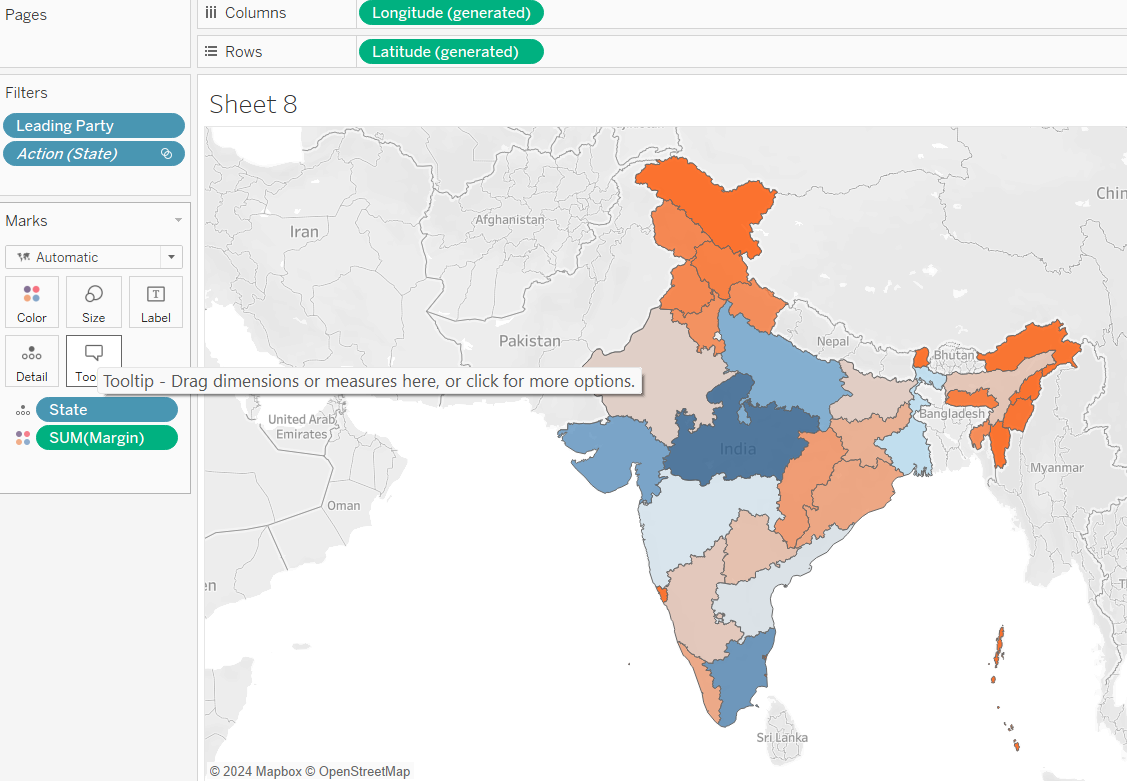 Pages
Columns
Longitude (generated)
Rows
Latitude (generated)
Filters
Leading Party
Action (State)
Sheet 8
Marks
Automatic
Color
Size
Label
Detail
Too
Tooltip - Drag dimensions or measures here, or click for more options.
State
SUM(Margin)
Iran
Afghanistan
Pakistan
Chin
Nepal
Bhutan
Bangladesh
United Arab
Emirates
India
Myanmar
Oman
en
Sri Lanka
© 2024 Mapbox © OpenStreetMap